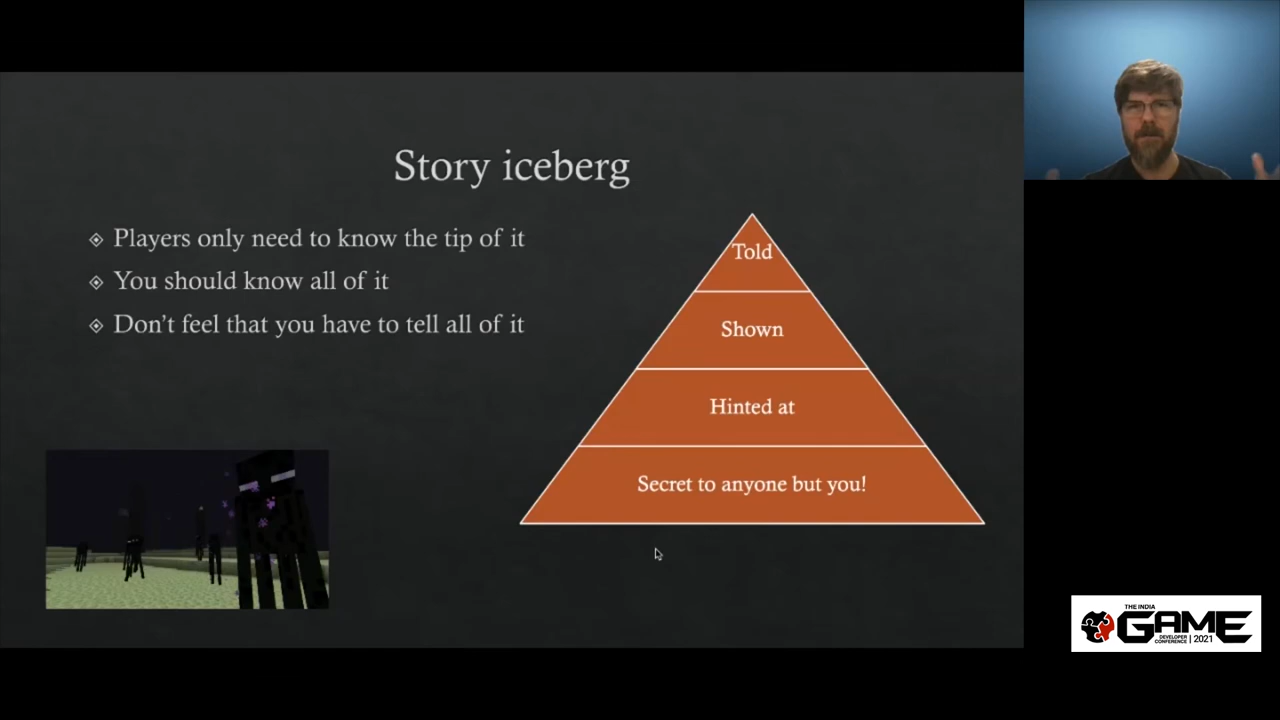 Story iceberg
Players only need to know the tip of it
You should know all of it
Don't feel that you have to tell all of it
Told
Shown
Hinted at
Secret to anyone but you!
THE INDIA
GAME
DEVELOPER
CONFERENCE | 2021